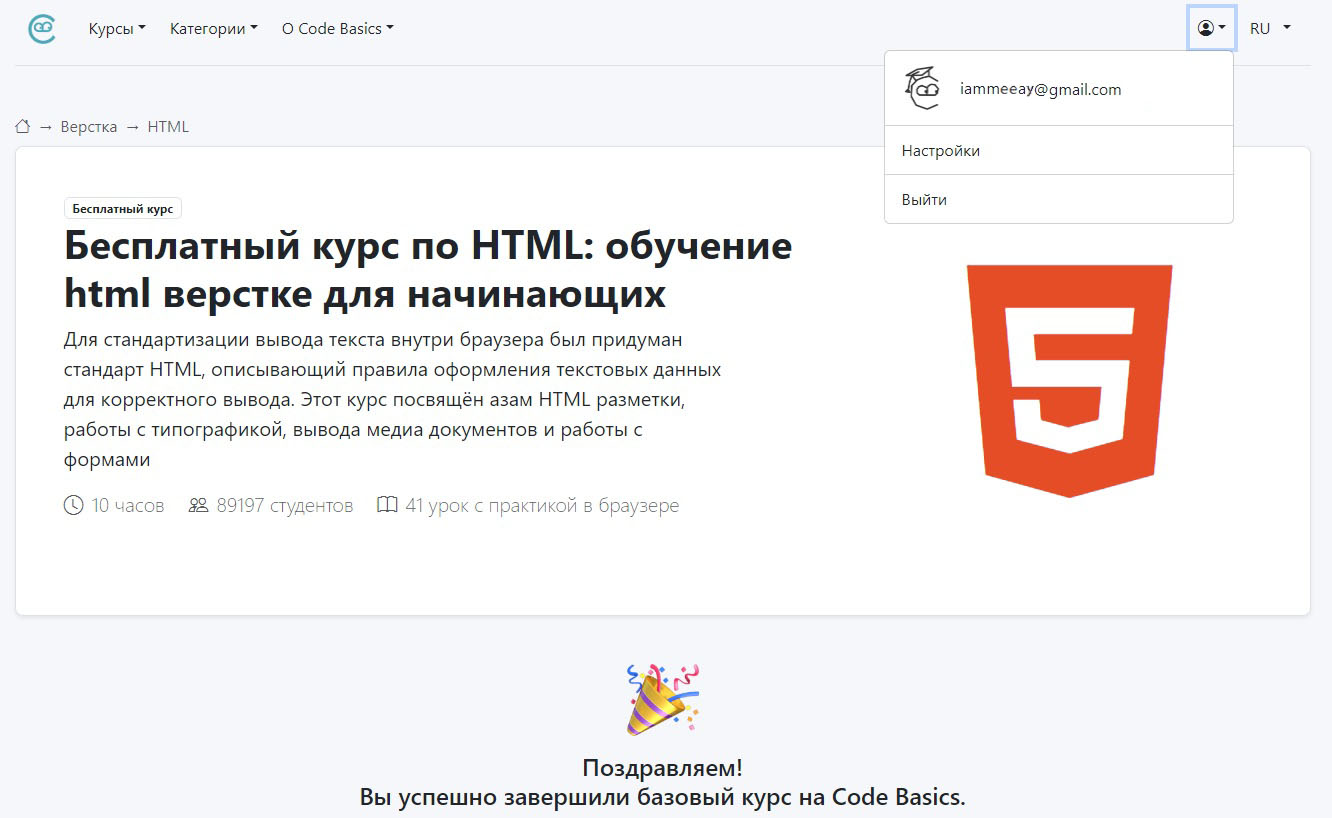 Курсы Категории О Code Basics RU
iammeeay@gmail.com
Настройки
Выйти
→ Верстка → HTML
Бесплатный курс
Бесплатный курс по HTML: обучение
html верстке для начинающих
Для стандартизации вывода текста внутри браузера был придуман
стандарт HTML, описывающий правила оформления текстовых данных
для корректного вывода. Этот курс посвящён азам HTML разметки,
работы с типографикой, вывода медиа документов и работы с
формами
10 часов 89197 студентов 41 урок с практикой в браузере
Поздравляем!
Вы успешно завершили базовый курс на Code Basics.